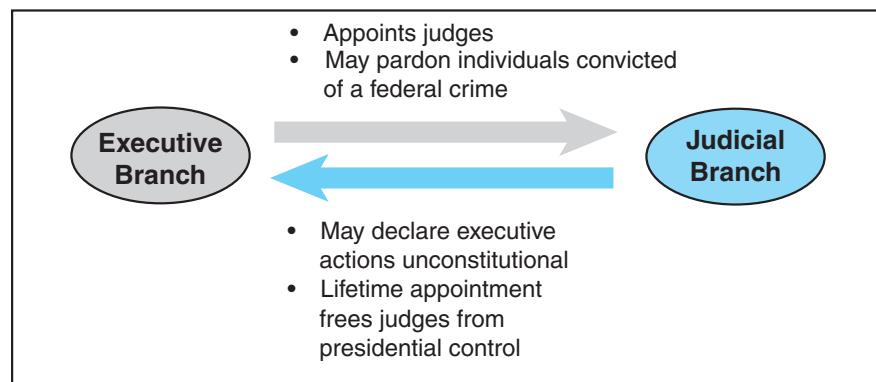 • Appoints judges
• May pardon individuals convicted
of a federal crime
Executive
Branch
Judicial
Branch
• May declare executive
actions unconstitutional
• Lifetime appointment
frees judges from
presidential control